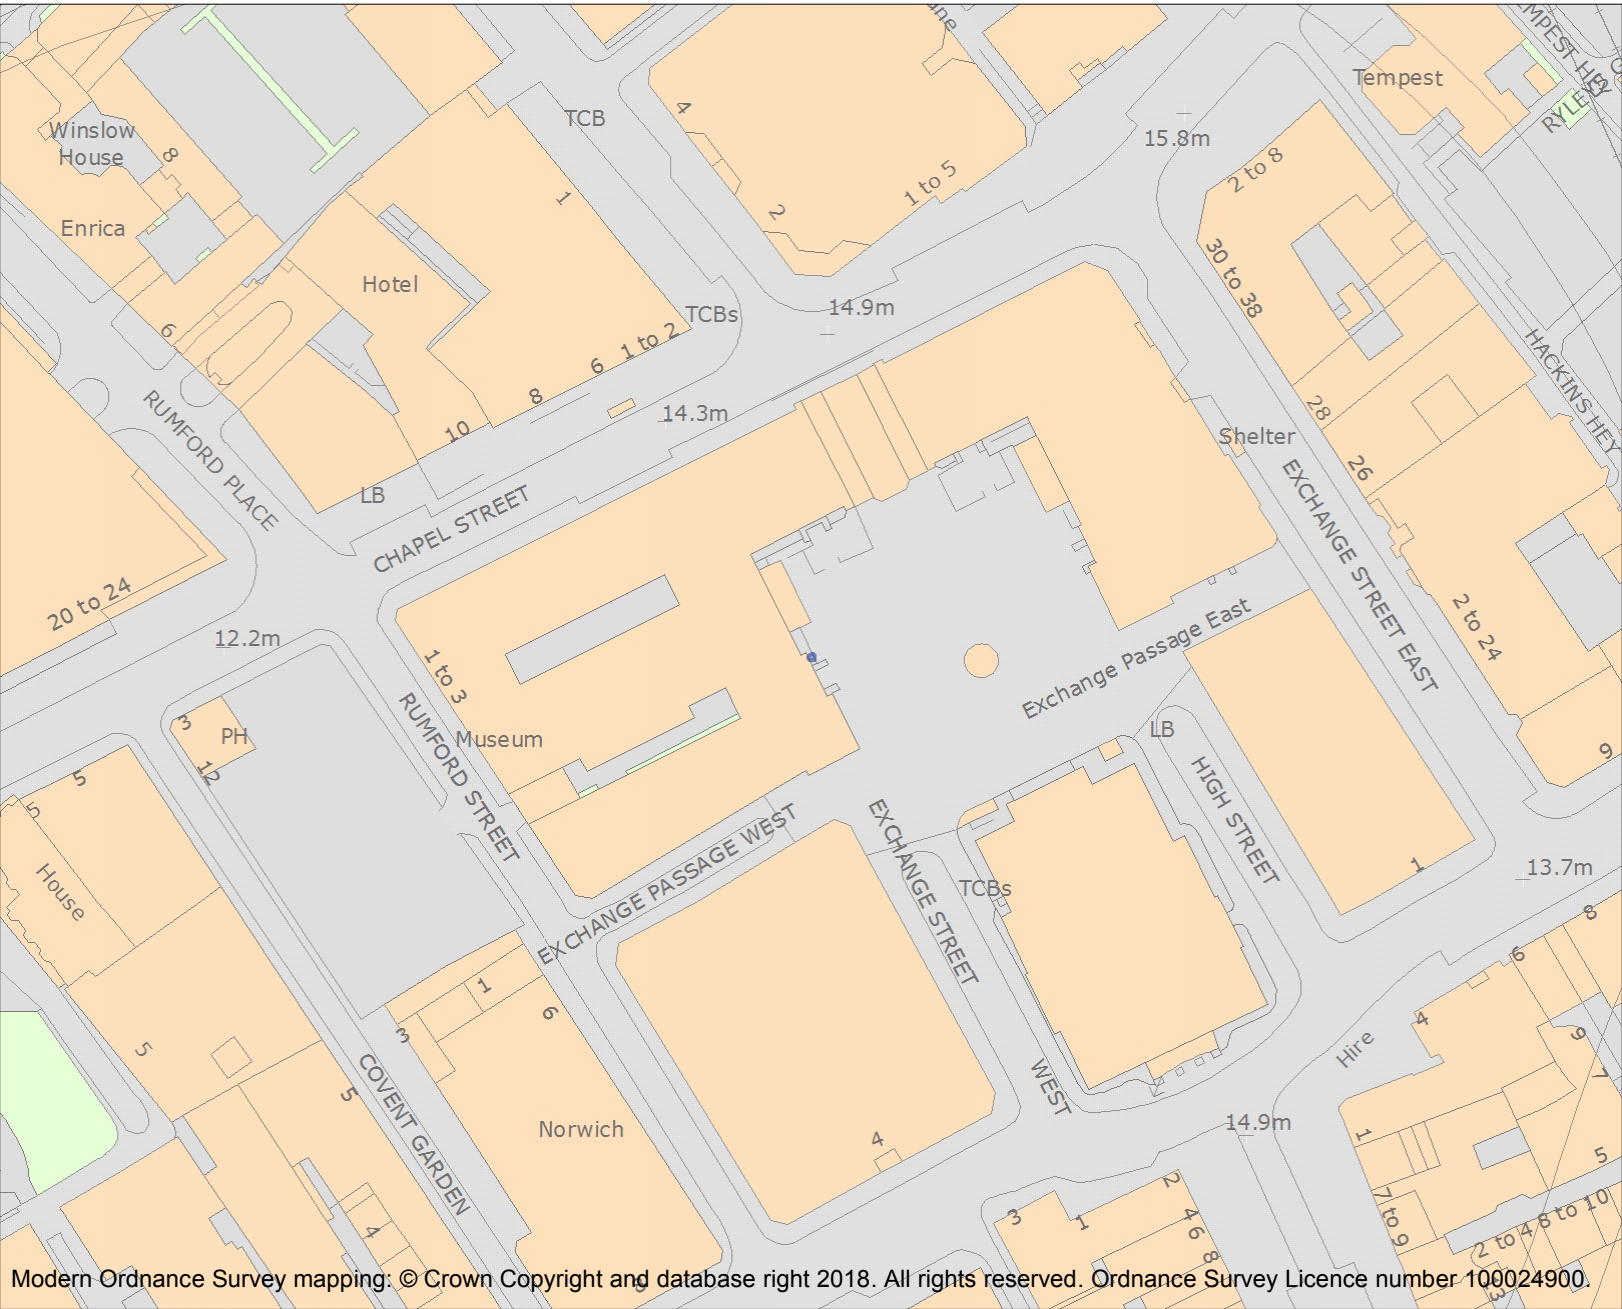 TEMPEST HEY
Tempest
RYLEYS G
TCB
4
Winslow
House
8
15.8m
1 to 5
2 to 8
1
2
Enrica
Hotel
30 to 38
TCBs
14.9m
6
1 to 2
6
8
10
14.3m
HACKINS HEY
RUMFORD PLACE
28
Shelter
26
LB
CHAPEL STREET
EXCHANGE STREET EAST
20 to 24
12.2m
1 to 3
2 to 24
Exchange Passage East
RUMFORD STREET
Museum
3
PH
12
LB
9
5
5
HIGH STREET
EXCHANGE PASSAGE WEST
EXCHANGE STREET
WEST
House
TCBs
1
13.7m
8
6
1
6
3
4
Hire
9
7
5
5
COVENT GARDEN
Norwich
4
14.9m
1
5
2
3
1
4
6
8
7 to 9
2 to 4
8 to 10
4
Modern Ordnance Survey mapping: © Crown Copyright and database right 2018. All rights reserved. Ordnance Survey Licence number 100024900.